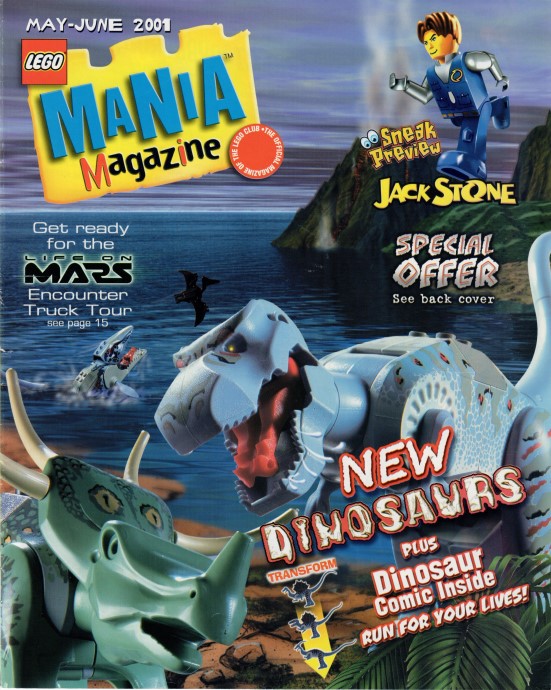 MAY-JUNE 2001
LEGO
MANIA™
Magazine
THE OFFICIAL MAGAZINE OF THE LEGO CLUB •
Sneak
Preview
JACK STONE
Get ready
for the
LIFE ON
MARS
Encounter
Truck Tour
see page 15
SPECIAL
OFFER
See back cover
NEW
DINOSAURS
PLUS
Dinosaur
Comic Inside
RUN FOR YOUR LIVES!
TRANSFORM